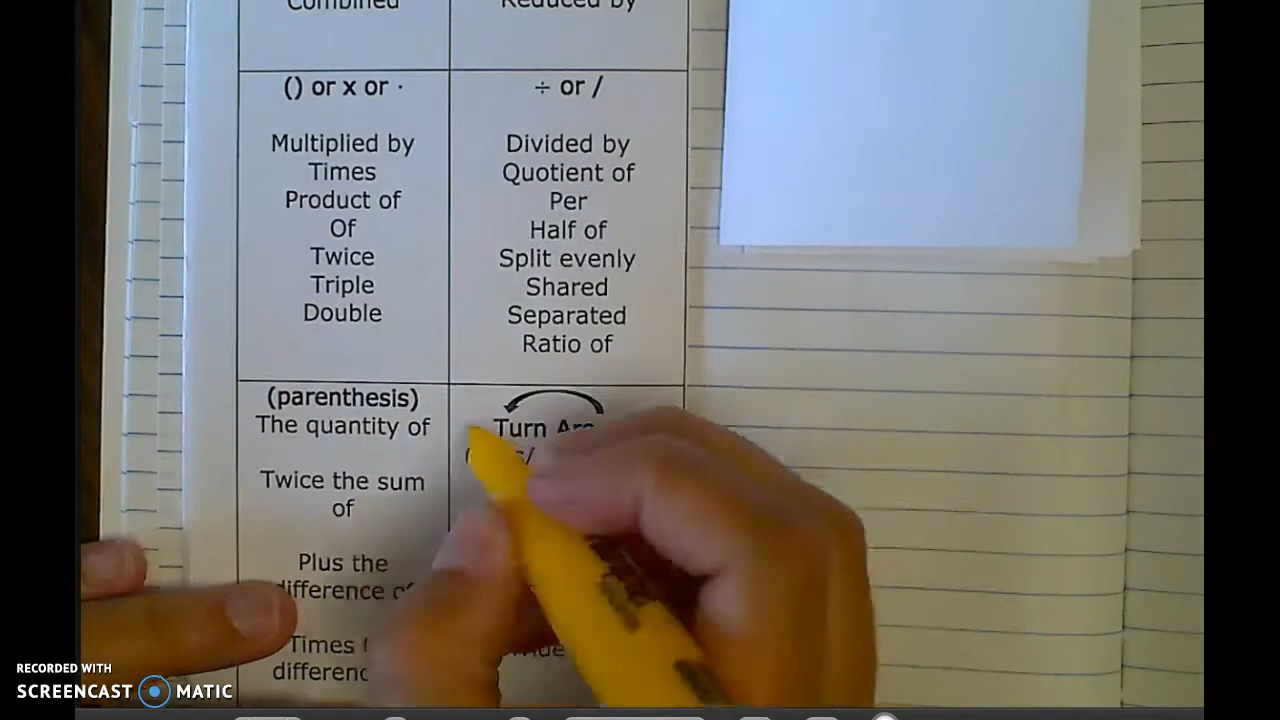 Combined
Reduced by
() or x or ·
Multiplied by
Times
Product of
Of
Twice
Triple
Double
÷ or /
Divided by
Quotient of
Per
Half of
Split evenly
Shared
Separated
Ratio of
(parenthesis)
The quantity of
Twice the sum
of
Plus the
difference
Times
Turn
RECORDED WITH
SCREENCAST MATIC